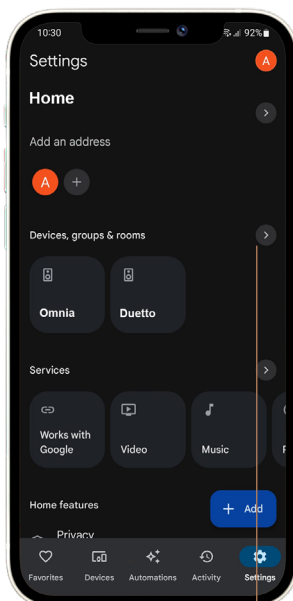 10:30
92%
Settings
A
Home
Add an address
A
Devices, groups & rooms
Omnia
Duetto
Services
Works with
Google
Video
Music
Home features
+ Add
Privacy
Favorites
Devices
Automations
Activity
Settings